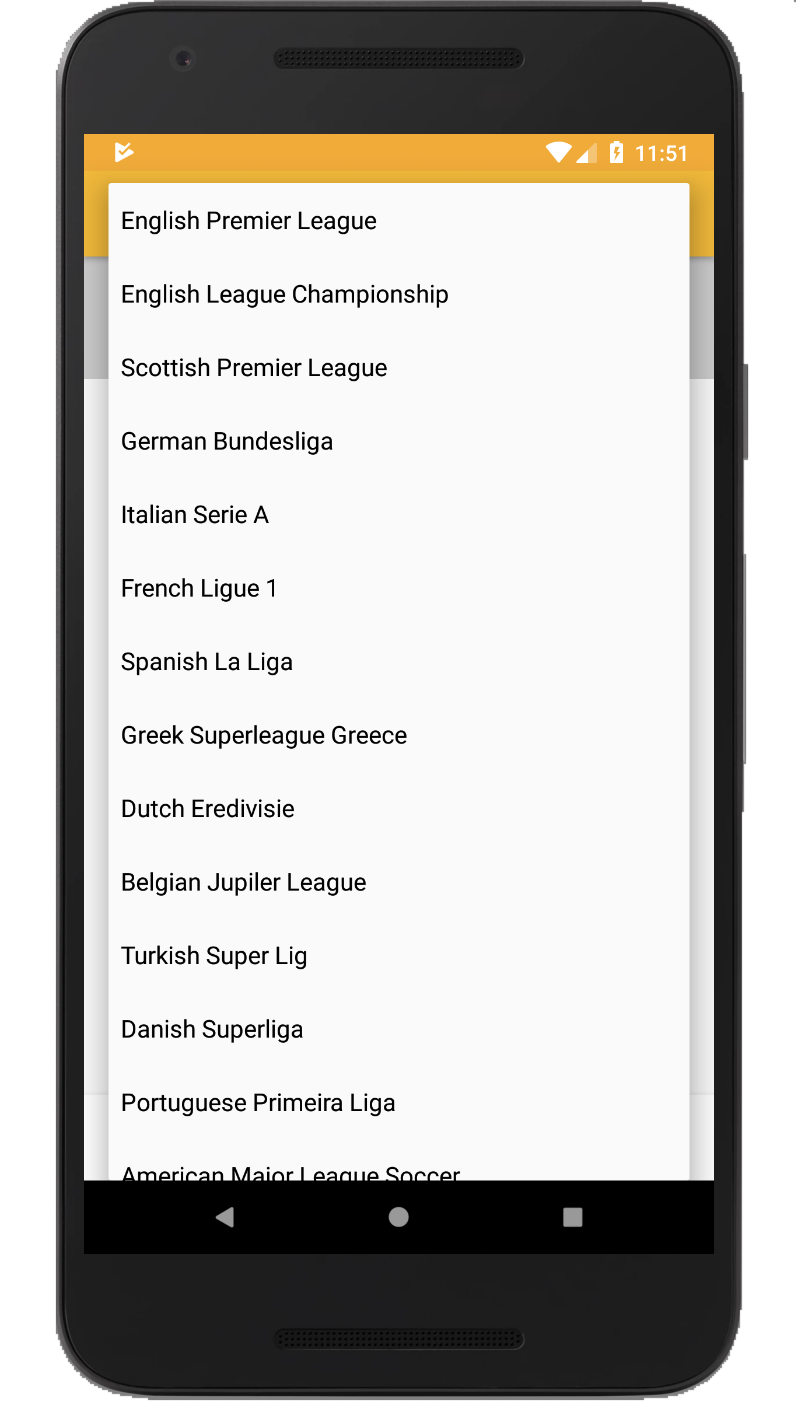 11:51
English Premier League
English League Championship
Scottish Premier League
German Bundesliga
Italian Serie A
French Ligue 1
Spanish La Liga
Greek Superleague Greece
Dutch Eredivisie
Belgian Jupiler League
Turkish Super Lig
Danish Superliga
Portuguese Primeira Liga
American Major League Soccer